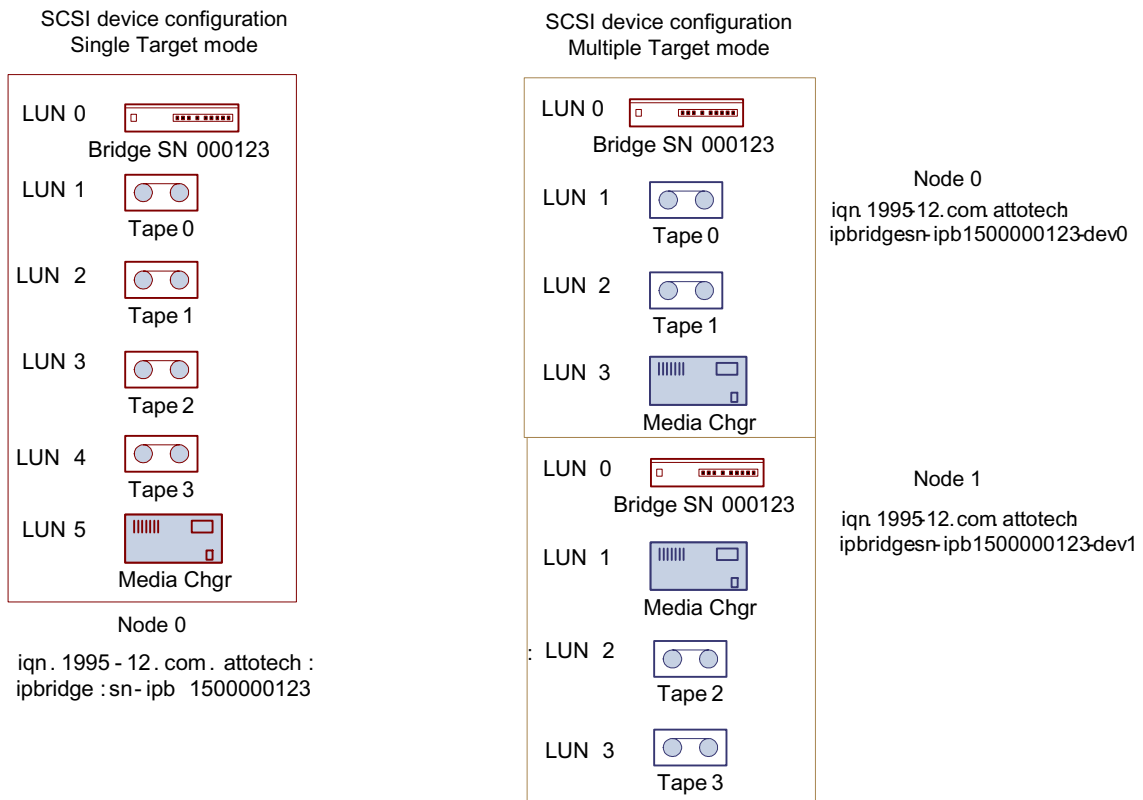 SCSI device configuration
Single Target mode
LUN 0
Bridge SN 000123
LUN 1
Tape 0
LUN 2
Tape 1
LUN 3
Tape 2
LUN 4
Tape 3
LUN 5
Media Chgr
Node 0
iqn. 1995 - 12. com. attotech :
ipbridge :sn-ipb 1500000123
SCSI device configuration
Multiple Target mode
LUN 0
Bridge SN 000123
LUN 1
Tape 0
LUN 2
Tape 1
LUN 3
Media Chgr
Node 0
iqn. 1995-12. com. attotech:
ipbridgesn-ipb1500000123-dev0
LUN 0
Bridge SN 000123
LUN 1
Media Chgr
: LUN 2
Tape 2
LUN 3
Tape 3
Node 1
iqn. 1995-12. com. attotech:
ipbridgesn-ipb1500000123-dev1